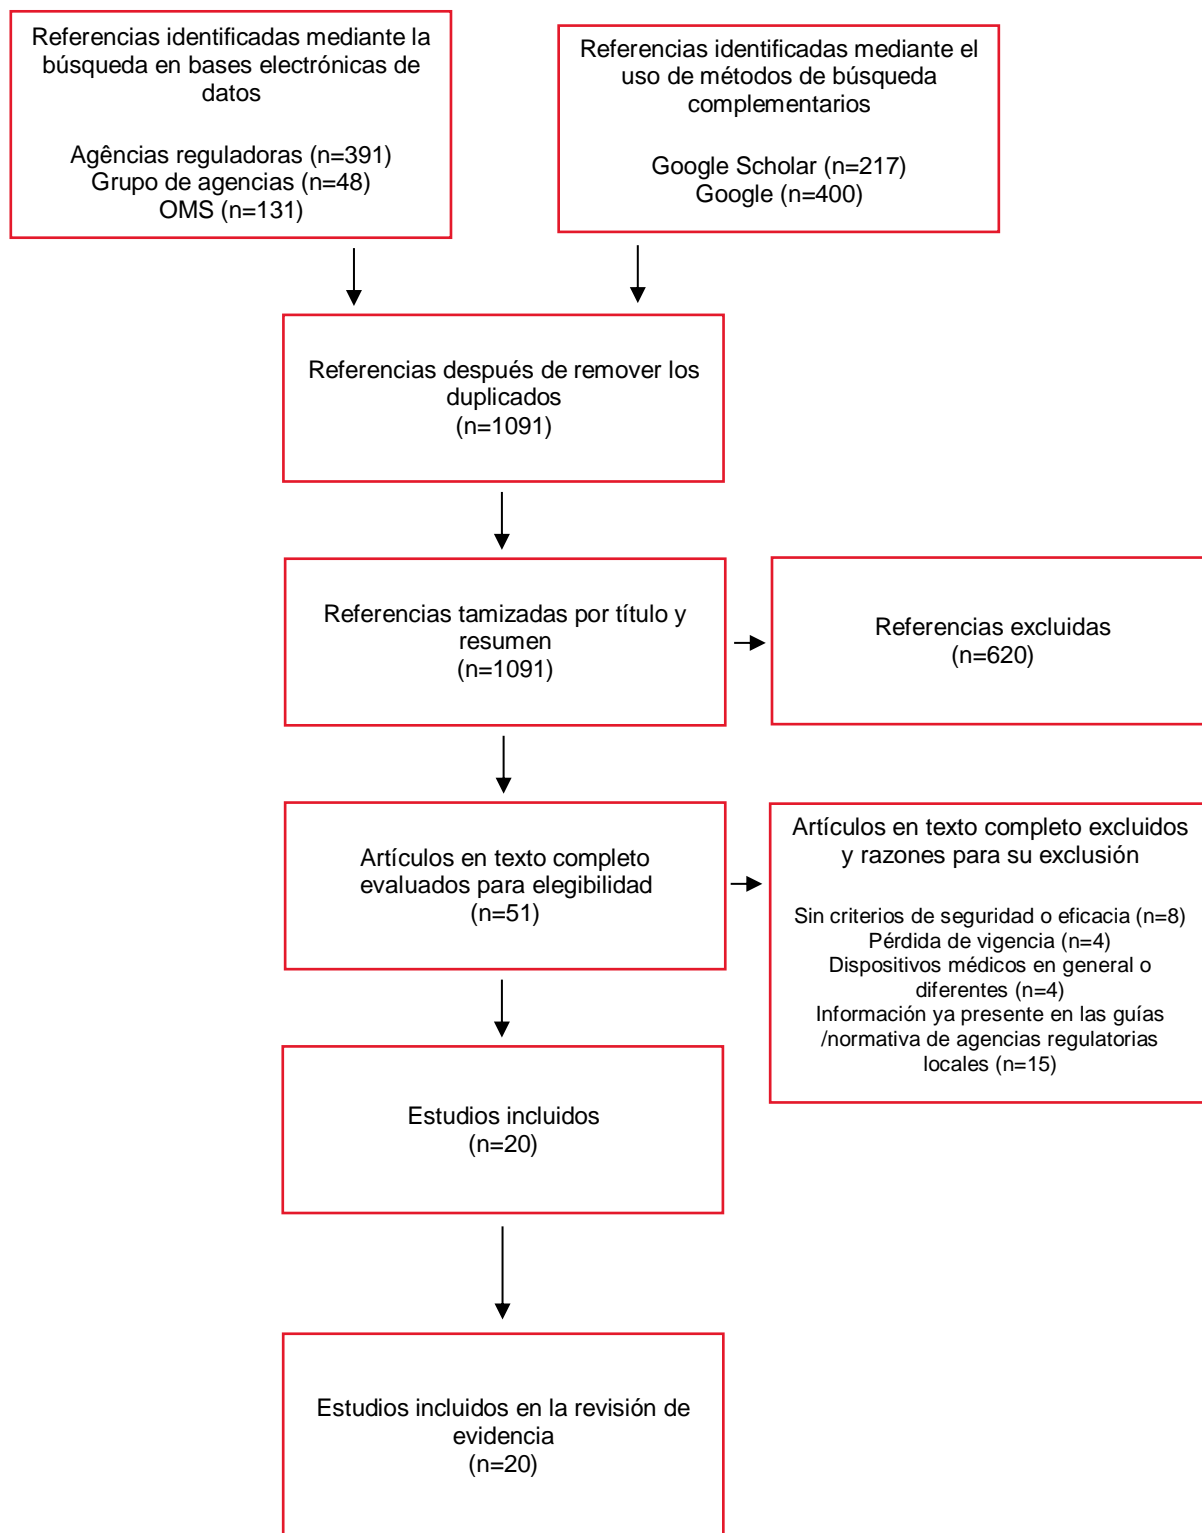 Referencias identificadas mediante la
búsqueda en bases electrónicas de
datos
Agências reguladoras (n=391)
Grupo de agencias (n=48)
OMS (n=131)
Referencias identificadas mediante el
uso de métodos de búsqueda
complementarios
Google Scholar (n=217)
Google (n=400)
Referencias después de remover los
duplicados
(n=1091)
Referencias tamizadas por título y
resumen
(n=1091)
Referencias excluidas
(n=620)
Artículos en texto completo
evaluados para elegibilidad
(n=51)
Artículos en texto completo excluidos
y razones para su exclusión
Sin criterios de seguridad o eficacia (n=8)
Pérdida de vigencia (n=4)
Dispositivos médicos en general o
diferentes (n=4)
Información ya presente en las guías
/normativa de agencias regulatorias
locales (n=15)
Estudios incluidos
(n=20)
Estudios incluidos en la revisión de
evidencia
(n=20)